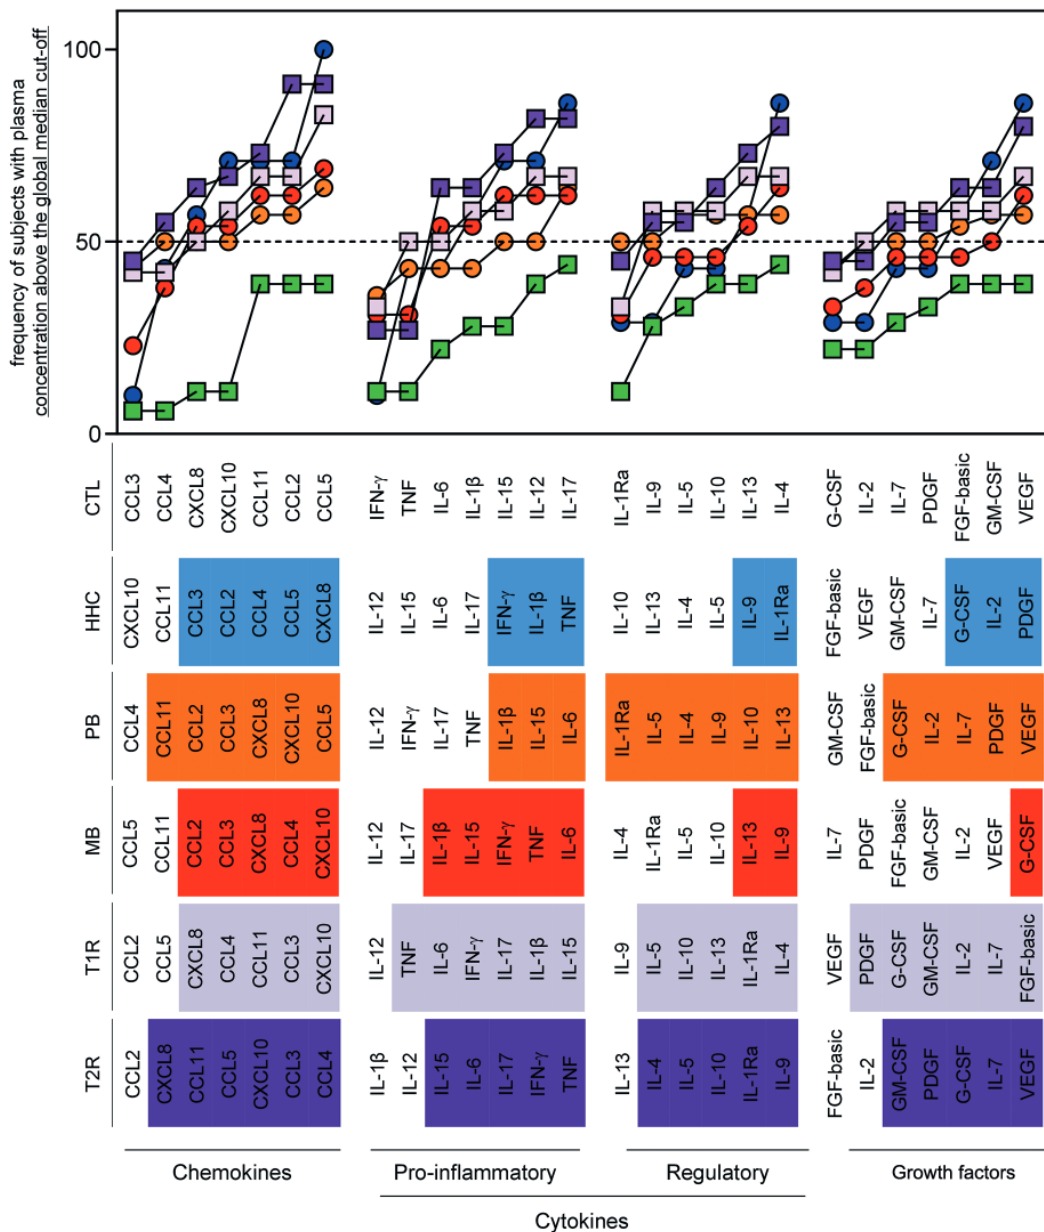 frequency of subjects with plasma
concentration above the global median cut-off
100
50
0
CTL
CCL3
CCL4
CXCL8
CXCL10
CCL11
CCL2
CCL5
IFN-γ
TNF
IL-6
IL-1β
IL-15
IL-12
IL-17
IL-1Ra
IL-9
IL-5
IL-10
IL-13
IL-4
G-CSF
IL-2
IL-7
PDGF
FGF-basic
GM-CSF
VEGF
HHC
CXCL10
CCL11
CCL3
CCL2
CCL4
CCL5
CXCL8
IL-12
IL-15
IL-6
IL-17
IFN-γ
IL-1β
TNF
IL-10
IL-13
IL-4
IL-5
IL-9
IL-1Ra
FGF-basic
VEGF
GM-CSF
IL-7
G-CSF
IL-2
PDGF
PB
CCL4
CCL11
CCL2
CCL3
CXCL8
CXCL10
CCL5
IL-12
IFN-γ
IL-17
TNF
IL-1β
IL-15
IL-6
IL-1Ra
IL-5
IL-4
IL-9
IL-10
IL-13
GM-CSF
FGF-basic
G-CSF
IL-2
IL-7
PDGF
VEGF
MB
CCL5
CCL11
CCL2
CCL3
CXCL8
CCL4
CXCL10
IL-12
IL-17
IL-1β
IL-15
IFN-γ
TNF
IL-6
IL-4
IL-1Ra
IL-5
IL-10
IL-13
IL-9
IL-7
PDGF
FGF-basic
GM-CSF
IL-2
VEGF
G-CSF
T1R
CCL2
CCL5
CXCL8
CCL4
CCL11
CCL3
CXCL10
IL-12
TNF
IL-6
IFN-γ
IL-17
IL-1β
IL-15
IL-9
IL-5
IL-10
IL-13
IL-1Ra
IL-4
VEGF
PDGF
G-CSF
GM-CSF
IL-2
IL-7
FGF-basic
T2R
CCL2
CXCL8
CCL11
CCL5
CXCL10
CCL3
CCL4
IL-1β
IL-12
IL-15
IL-6
IL-17
IFN-γ
TNF
IL-13
IL-4
IL-5
IL-10
IL-1Ra
IL-9
FGF-basic
IL-2
GM-CSF
PDGF
G-CSF
IL-7
VEGF
Chemokines
Pro-inflammatory
Regulatory
Growth factors
Cytokines